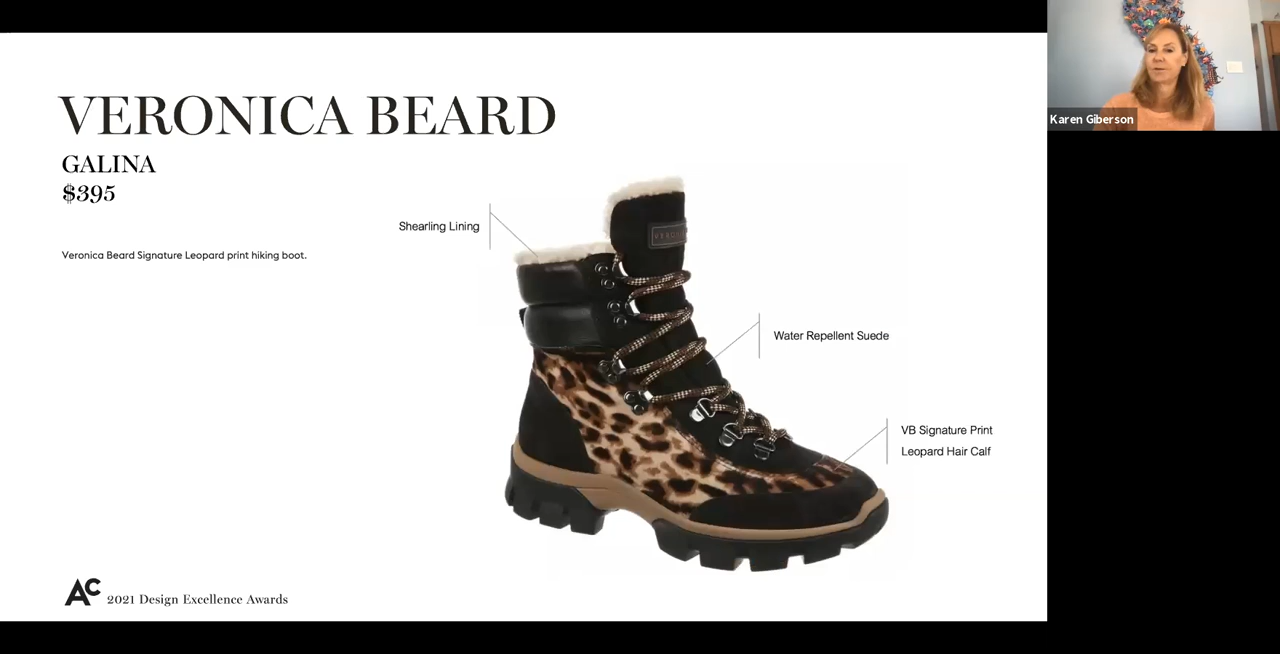 VERONICA BEARD
GALINA
$395
Veronica Beard Signature Leopard print hiking boot.
Shearling Lining
Water Repellent Suede
VB Signature Print
Leopard Hair Calf
AC 2021 Design Excellence Awards
Karen Giberson